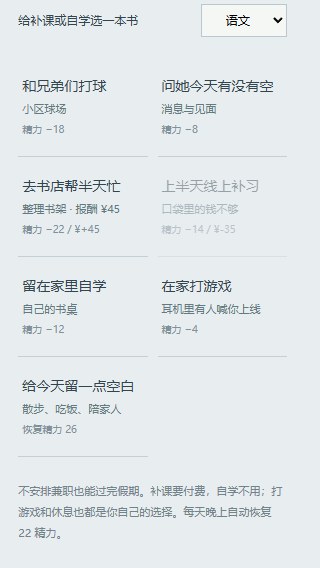 给补课或自学选一本书
语文
和兄弟们打球
小区球场
精力 −18
问她今天有没有空
消息与见面
精力 −8
去书店帮半天忙
整理书架 · 报酬 ¥45
精力 −22 / ¥+45
上半天线上补习
口袋里的钱不够
精力 −14 / ¥-35
留在家里自学
自己的书桌
精力 −12
在家打游戏
耳机里有人喊你上线
精力 −4
给今天留一点空白
散步、吃饭、陪家人
恢复精力 26
不安排兼职也能过完假期。补课要付费，自学不用；打
游戏和休息也都是你自己的选择。每天晚上自动恢复
22 精力。